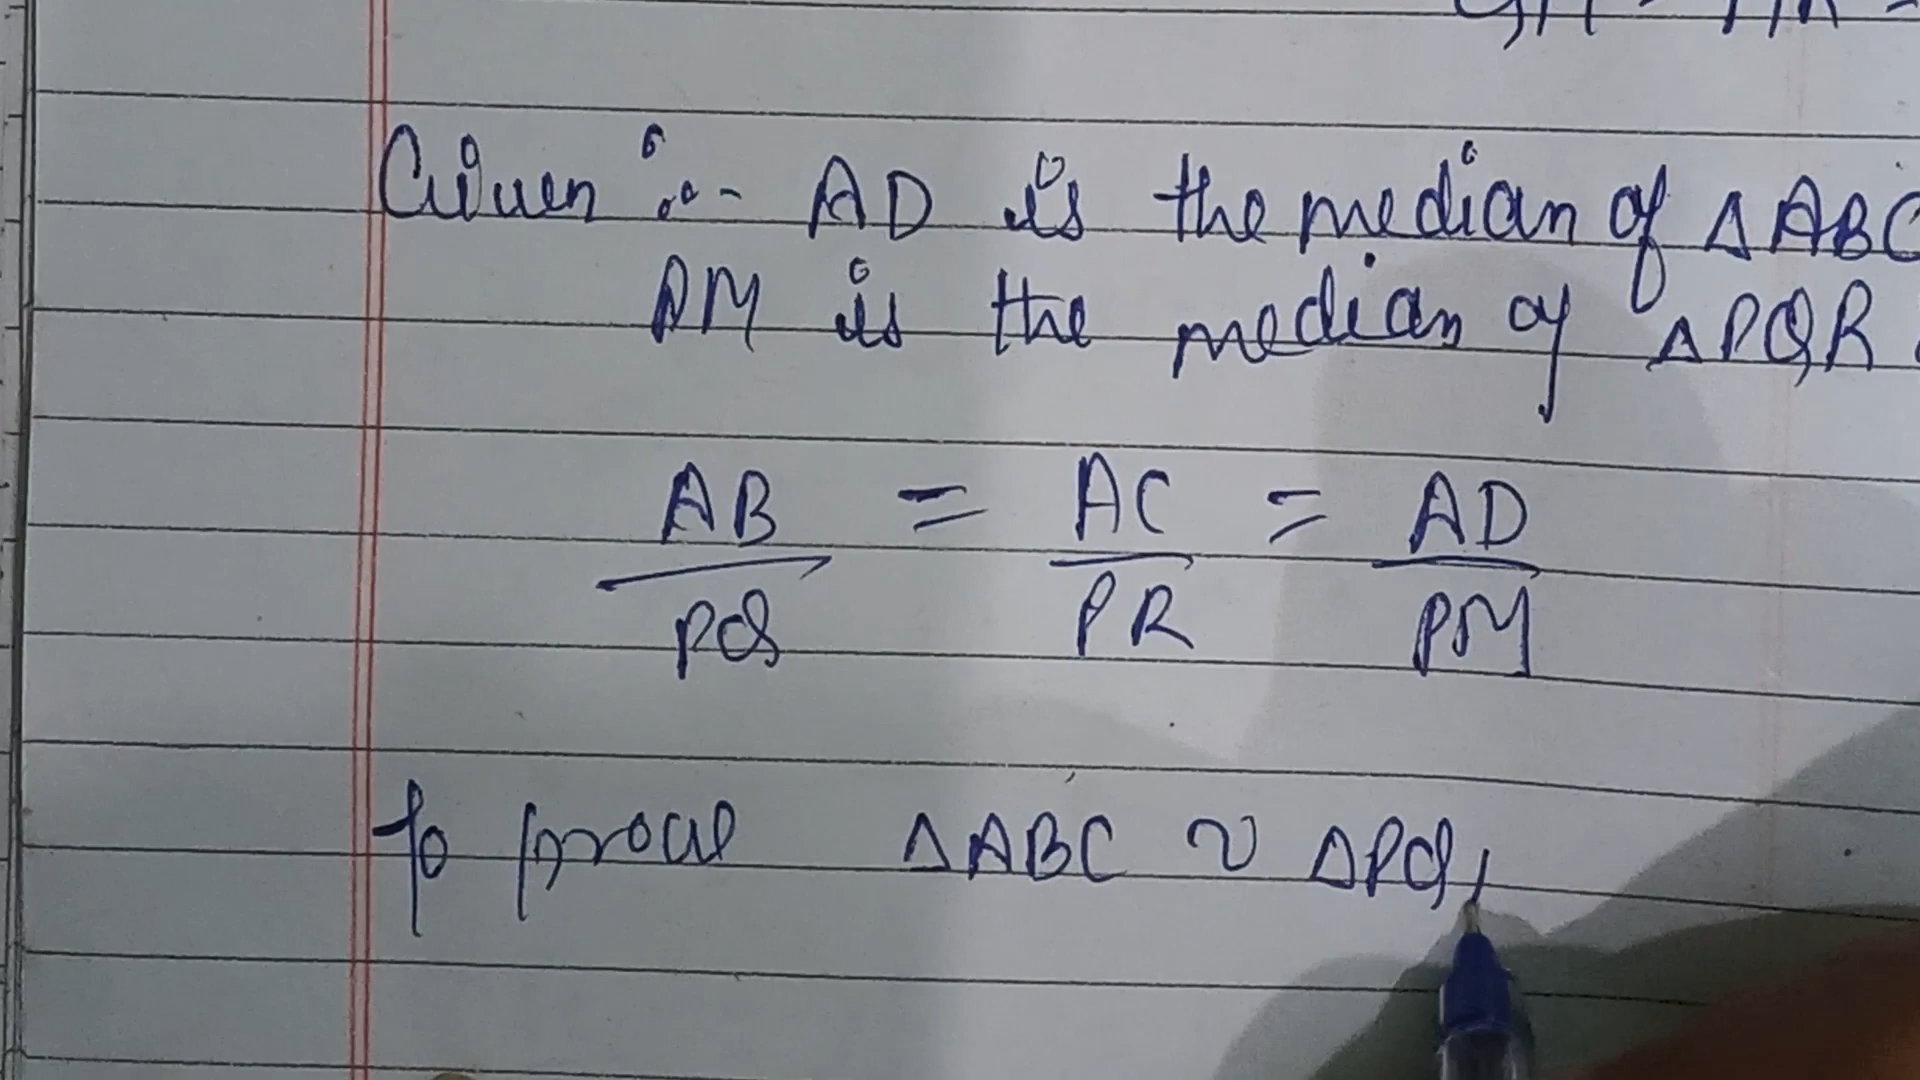 Given :- AD is the median of ΔABC
PM is the median of ΔPQR
AB/PQ = AC/PR = AD/PM
To prove ΔABC ~ ΔPQ